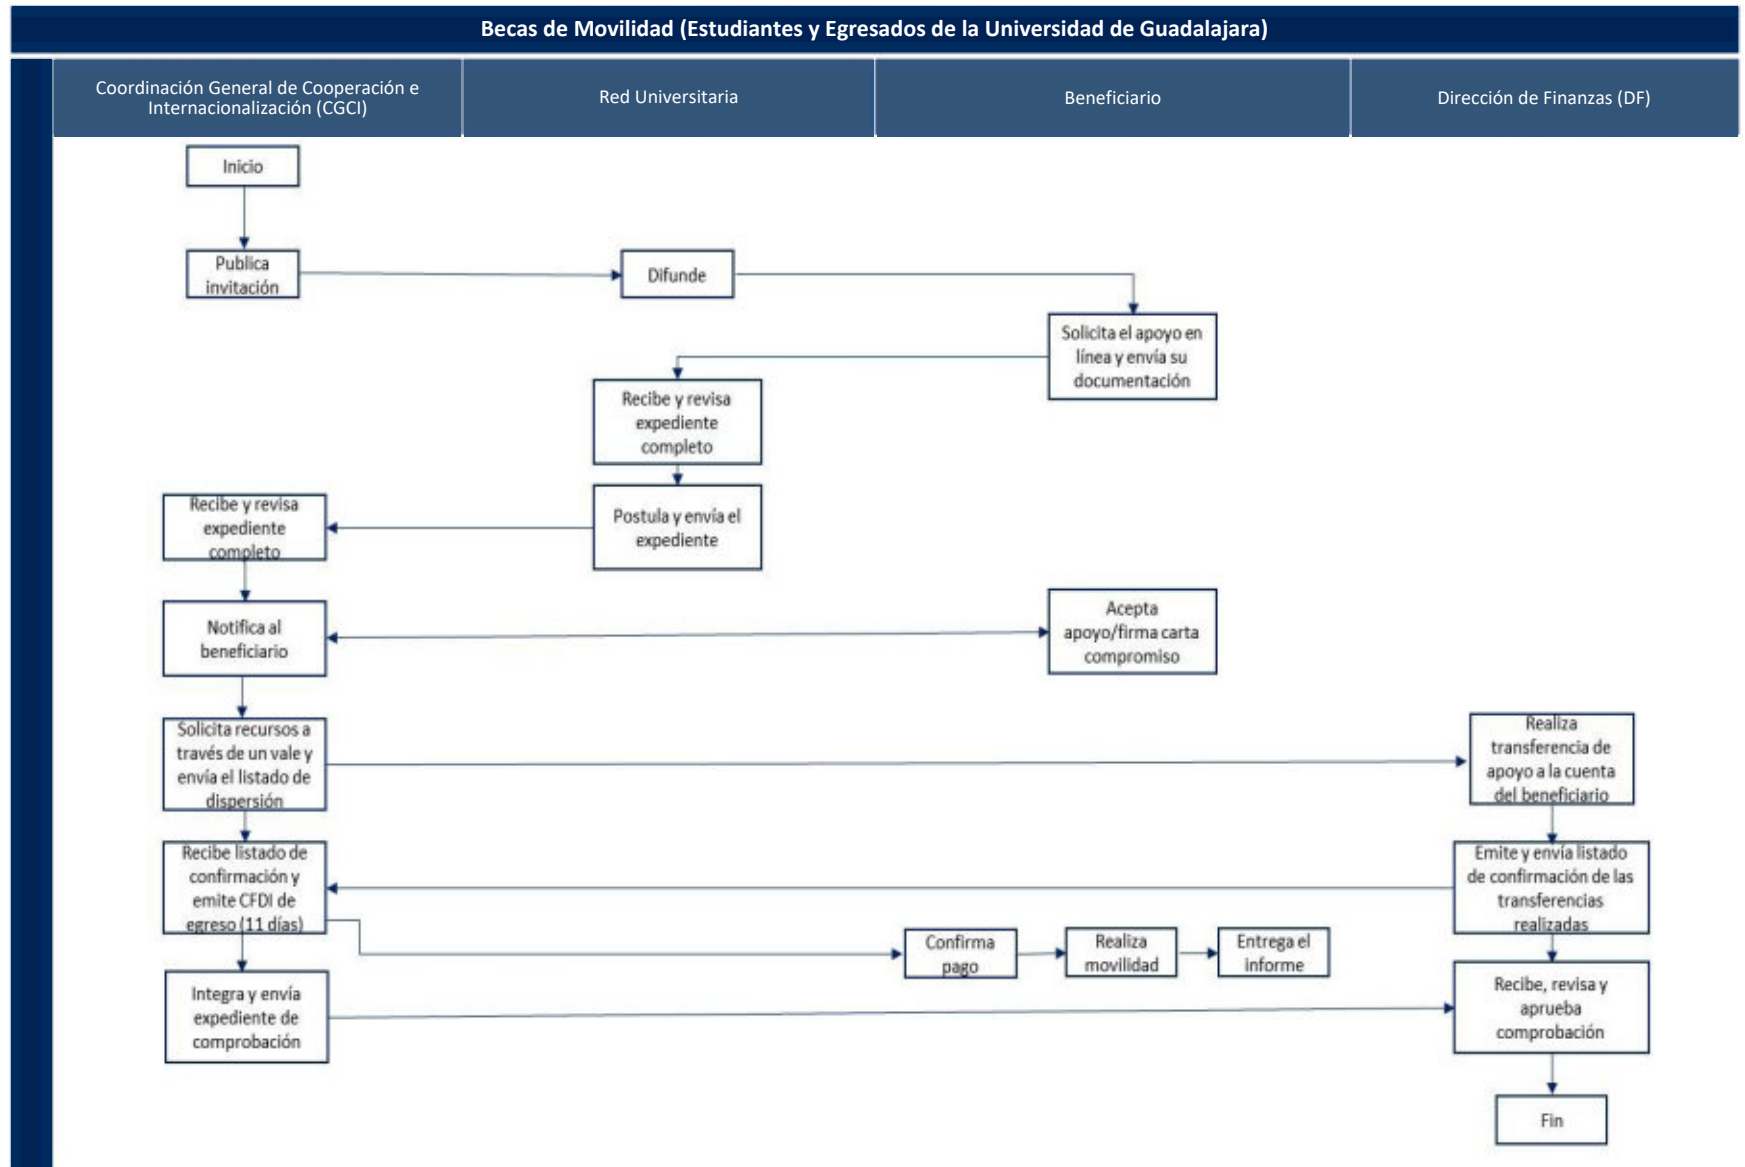 Becas de Movilidad (Estudiantes y Egresados de la Universidad de Guadalajara)
Coordinación General de Cooperación e
Internacionalización (CGCI)
Red Universitaria
Beneficiario
Dirección de Finanzas (DF)
Inicio
Publica
invitación
Difunde
Solicita el apoyo en
línea y envía su
documentación
Recibe y revisa
expediente
completo
Postula y envía el
expediente
Recibe y revisa
expediente
completo
Notifica al
beneficiario
Acepta
apoyo/firma carta
compromiso
Solicita recursos a
través de un vale y
envía el listado de
dispersión
Realiza
transferencia de
apoyo a la cuenta
del beneficiario
Recibe listado de
confirmación y
emite CFDI de
egreso (11 días)
Emite y envía listado
de confirmación de las
transferencias
realizadas
Confirma
pago
Realiza
movilidad
Entrega el
informe
Integra y envía
expediente de
comprobación
Recibe, revisa y
aprueba
comprobación
Fin